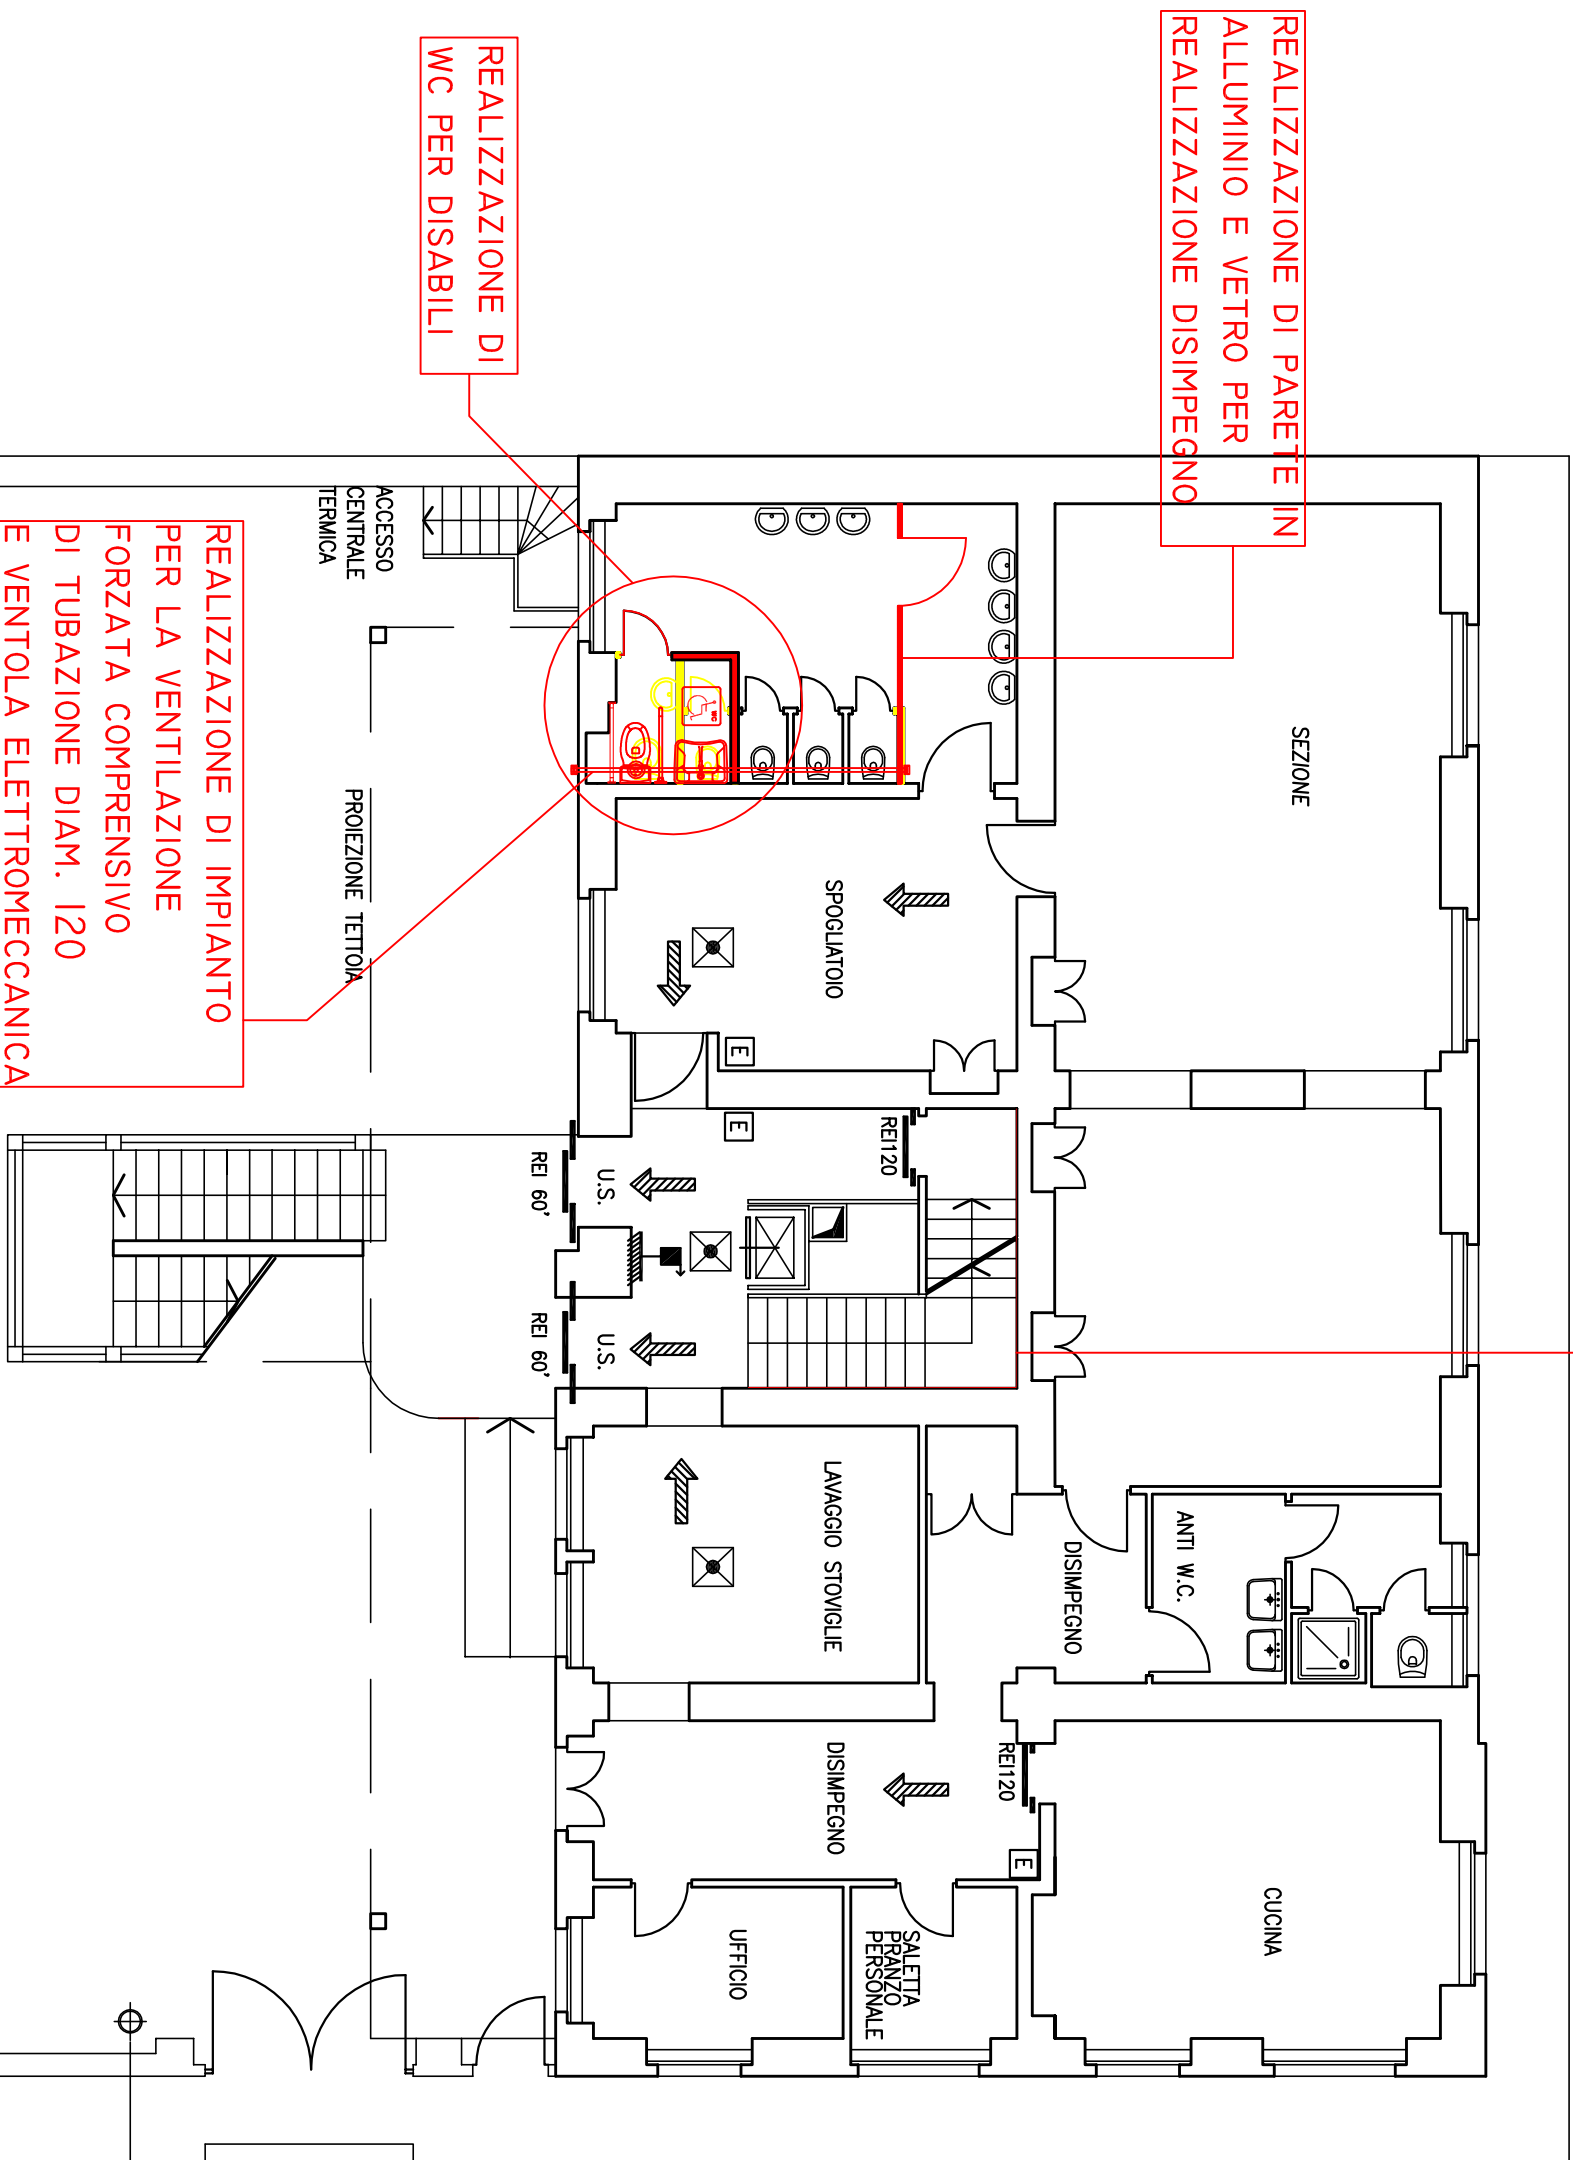 REALIZZAZIONE DI PARETE IN
ALLUMINIO E VETRO PER
REALIZZAZIONE DISIMPEGNO
REALIZZAZIONE DI
WC PER DISABILI
ACCESSO
CENTRALE
TERMICA
REALIZZAZIONE DI IMPIANTO
PER LA VENTILAZIONE
FORZATA COMPRENSIVO
DI TUBAZIONE DIAM. 120
E VENTOLA ELETTROMECCANICA
PROIEZIONE TETTOIA
SEZIONE
WC
SPOGLIATOIO
E
E
REI120
U.S.
REI 60'
U.S.
REI 60'
LAVAGGIO STOVIGLIE
ANTI W.C.
DISIMPEGNO
DISIMPEGNO
REI120
E
CUCINA
UFFICIO
SALETTA
PRANZO
PERSONALE